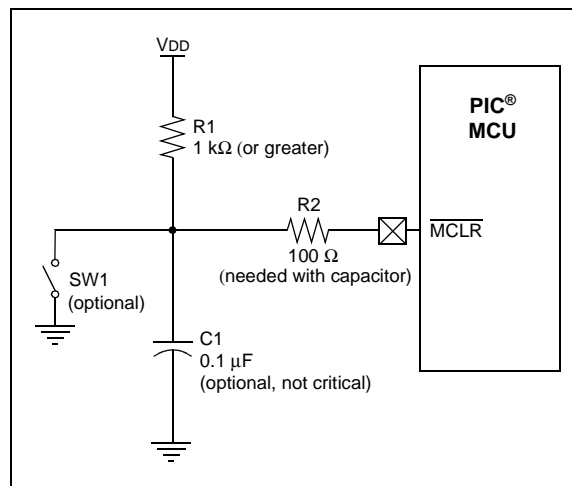 VDD
PIC®
MCU
R1
1 kΩ (or greater)
R2
MCLR
100 Ω
(needed with capacitor)
SW1
(optional)
C1
0.1 μF
(optional, not critical)